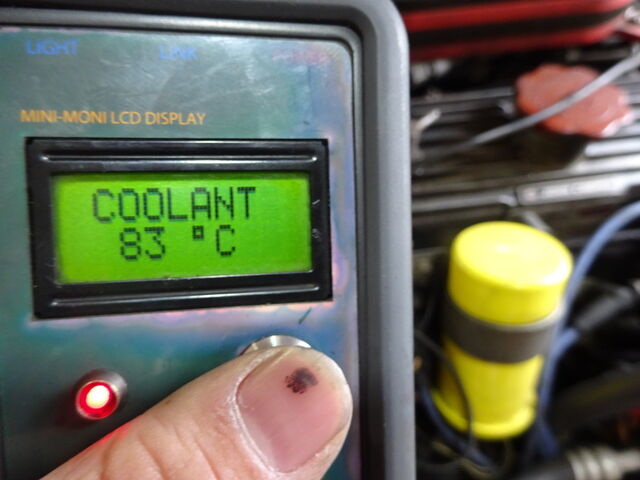 LIGHT
LINK
MINI-MONI LCD DISPLAY
COOLANT
83 °C